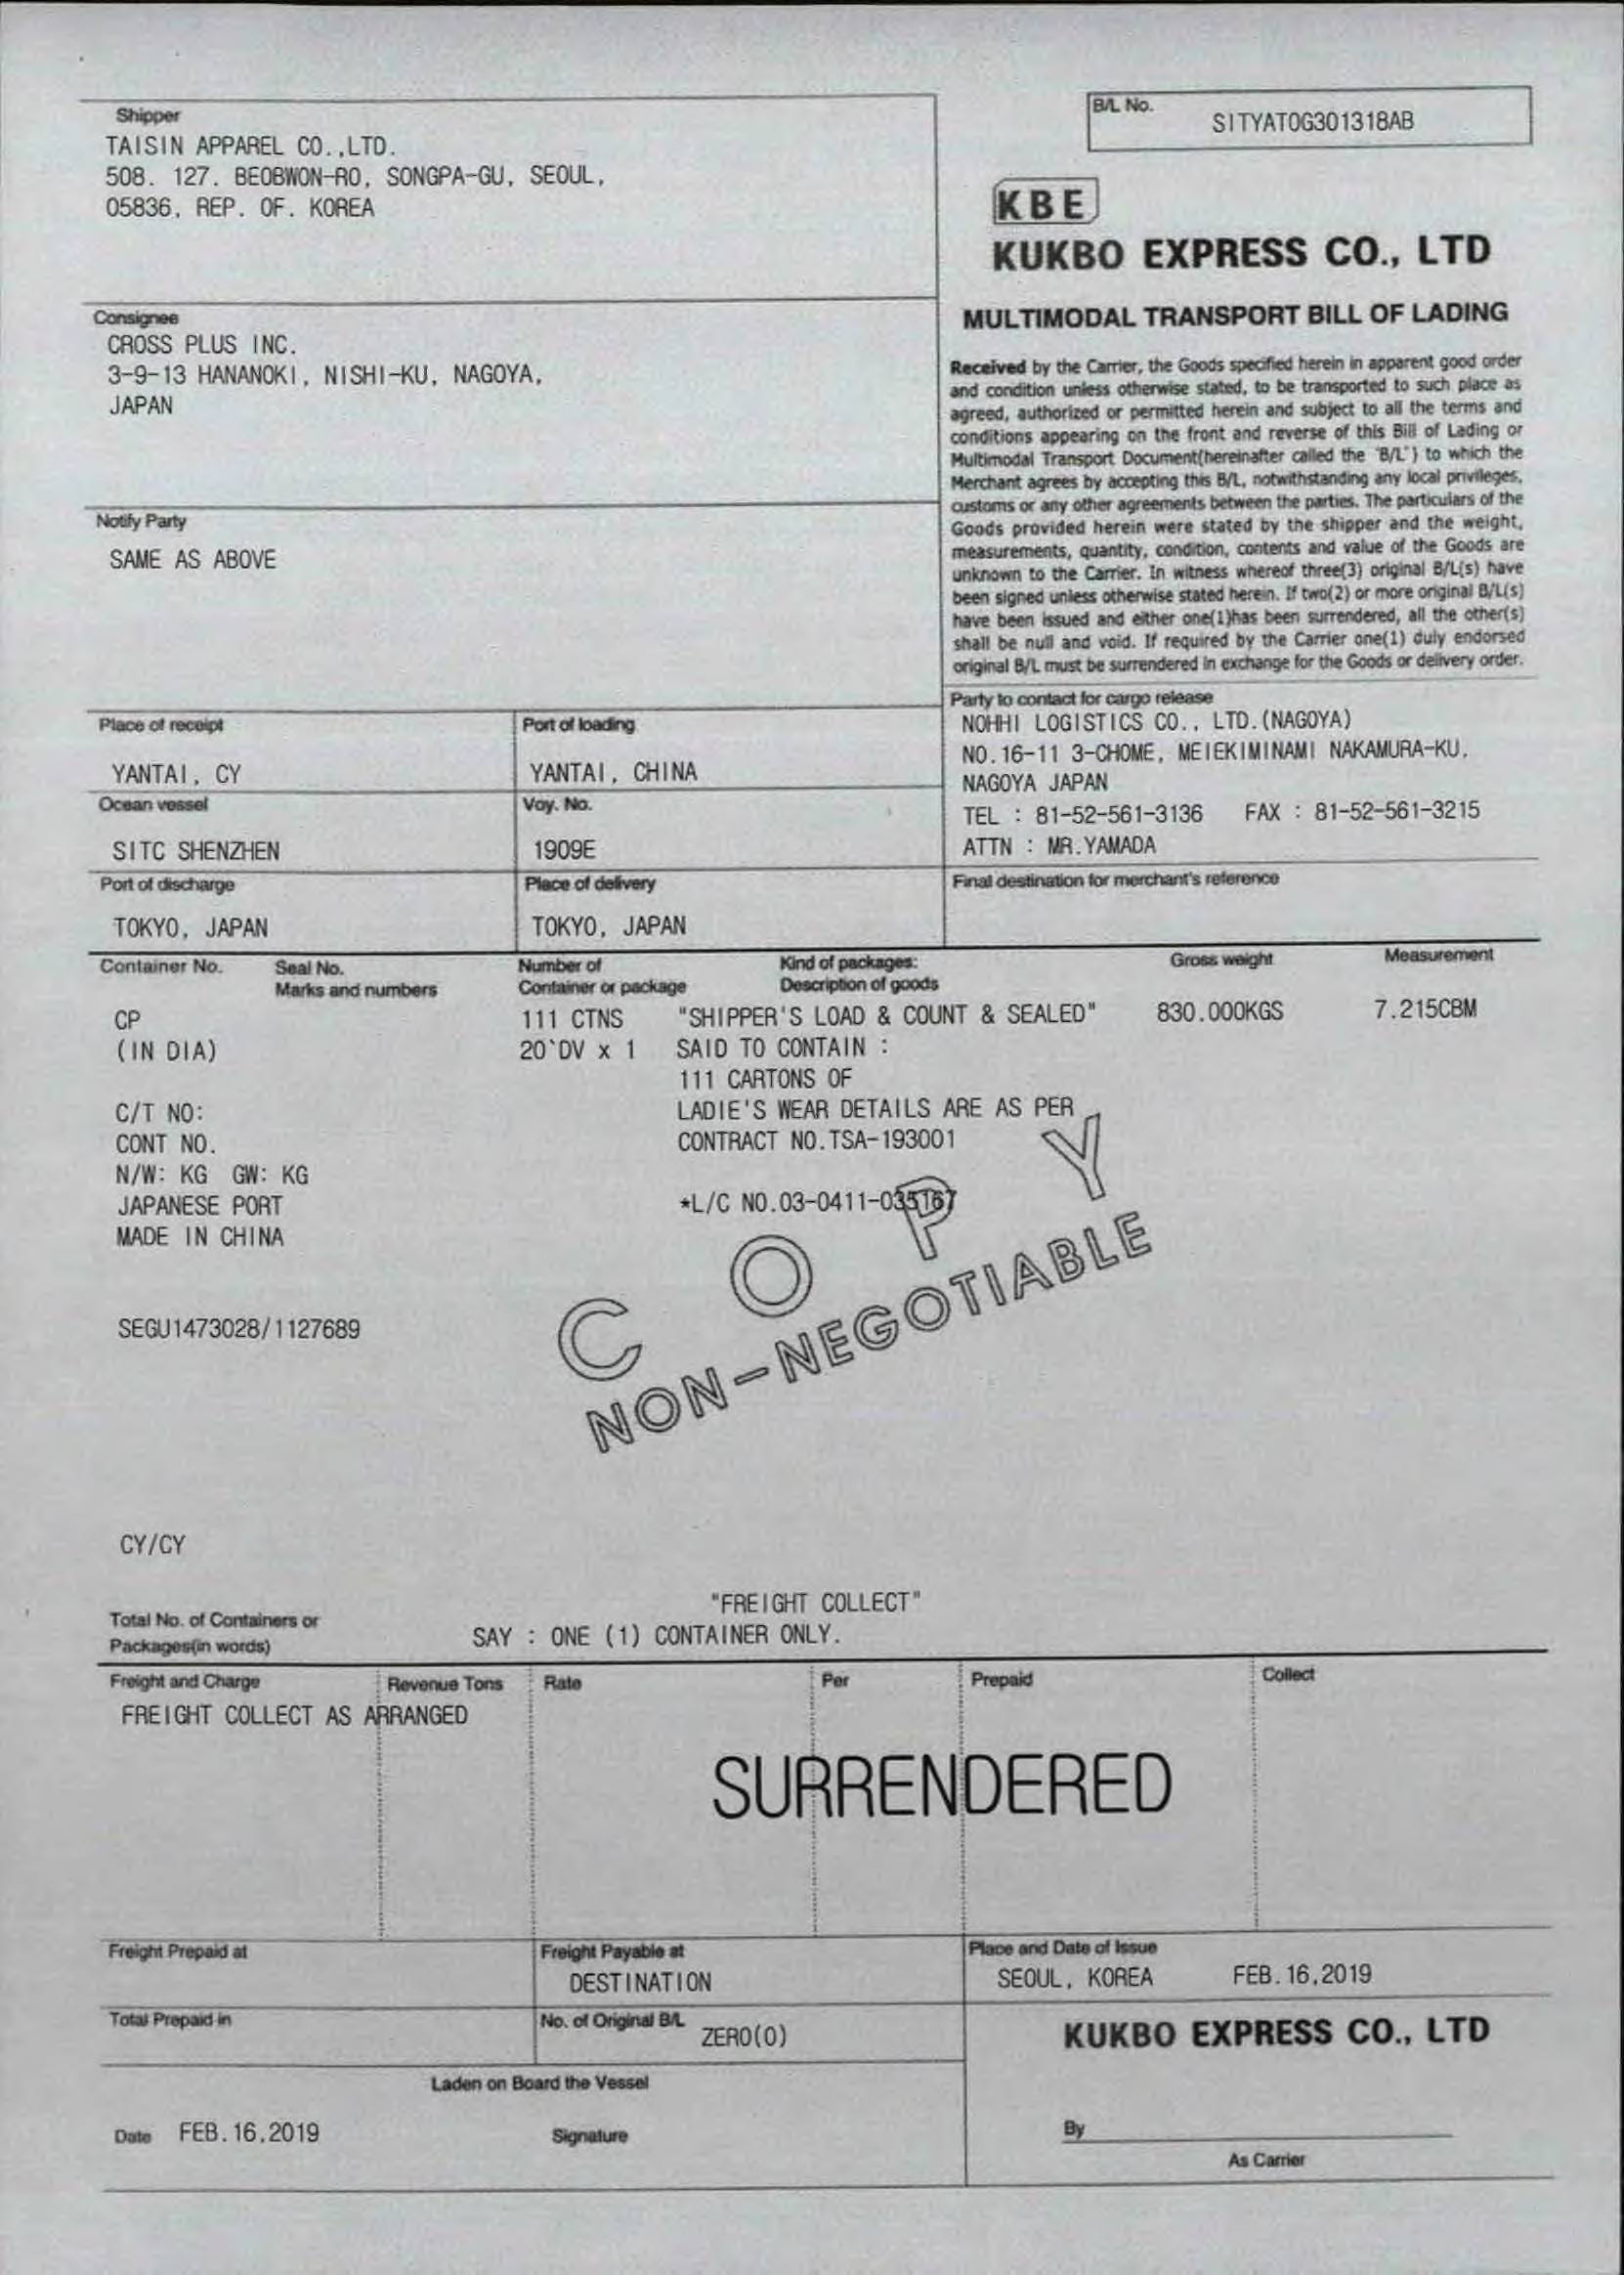 Shipper
TAISIN APPAREL CO.,LTD.
508. 127. BEOBWON-RO, SONGPA-GU, SEOUL,
05836, REP. OF. KOREA
B/L No.
SITYATOG301318AB
KBE
KUKBO EXPRESS CO., LTD
MULTIMODAL TRANSPORT BILL OF LADING
Consignee
CROSS PLUS INC.
3-9-13 HANANOKI, NISHI-KU, NAGOYA,
JAPAN
Received by the Carrier, the Goods specified herein in apparent good order
and condition unless otherwise stated, to be transported to such place as
agreed, authorized or permitted herein and subject to all the terms and
conditions appearing on the front and reverse of this Bill of Lading or
Multimodal Transport Document(hereinafter called the "B/L") to which the
Merchant agrees by accepting this B/L, notwithstanding any local privileges,
customs or any other agreements between the parties. The particulars of the
Goods provided herein were stated by the shipper and the weight,
measurements, quantity, condition, contents and value of the Goods are
unknown to the Carrier. In witness whereof three(3) original B/L(s) have
been signed unless otherwise stated herein. If two(2) or more original B/L(s)
have been issued and either one(1)has been surrendered, all the other(s)
shall be null and void. If required by the Carrier one(1) duly endorsed
original B/L must be surrendered in exchange for the Goods or delivery order.
Notify Party
SAME AS ABOVE
Party to contact for cargo release
NOHHI LOGISTICS CO., LTD.(NAGOYA)
NO.16-11 3-CHOME, MEIEKIMINAMI NAKAMURA-KU,
NAGOYA JAPAN
TEL : 81-52-561-3136 FAX : 81-52-561-3215
ATTN : MR.YAMADA
Place of receipt Port of loading
YANTAI, CY YANTAI, CHINA
Ocean vessel Voy. No.
SITC SHENZHEN 1909E
Port of discharge Place of delivery Final destination for merchant's reference
TOKYO, JAPAN TOKYO, JAPAN
Container No. Seal No. Number of Kind of packages: Gross weight Measurement
Marks and numbers Container or package Description of goods
CP 111 CTNS "SHIPPER'S LOAD & COUNT & SEALED" 830.000KGS 7.215CBM
(IN DIA) 20`DV x 1 SAID TO CONTAIN :
111 CARTONS OF
C/T NO: LADIE'S WEAR DETAILS ARE AS PER
CONT NO. CONTRACT NO.TSA-193001
N/W: KG GW: KG
JAPANESE PORT *L/C NO.03-0411-035167
MADE IN CHINA
COPY
NON-NEGOTIABLE
SEGU1473028/1127689
CY/CY
"FREIGHT COLLECT"
Total No. of Containers or
Packages(in words) SAY : ONE (1) CONTAINER ONLY.
Freight and Charge Revenue Tons Rate Per Prepaid Collect
FREIGHT COLLECT AS ARRANGED
SURRENDERED
Freight Prepaid at Freight Payable at Place and Date of Issue
DESTINATION SEOUL, KOREA FEB.16,2019
Total Prepaid in No. of Original B/L ZERO(0)
KUKBO EXPRESS CO., LTD
Laden on Board the Vessel
Date FEB.16,2019 Signature
By
As Carrier